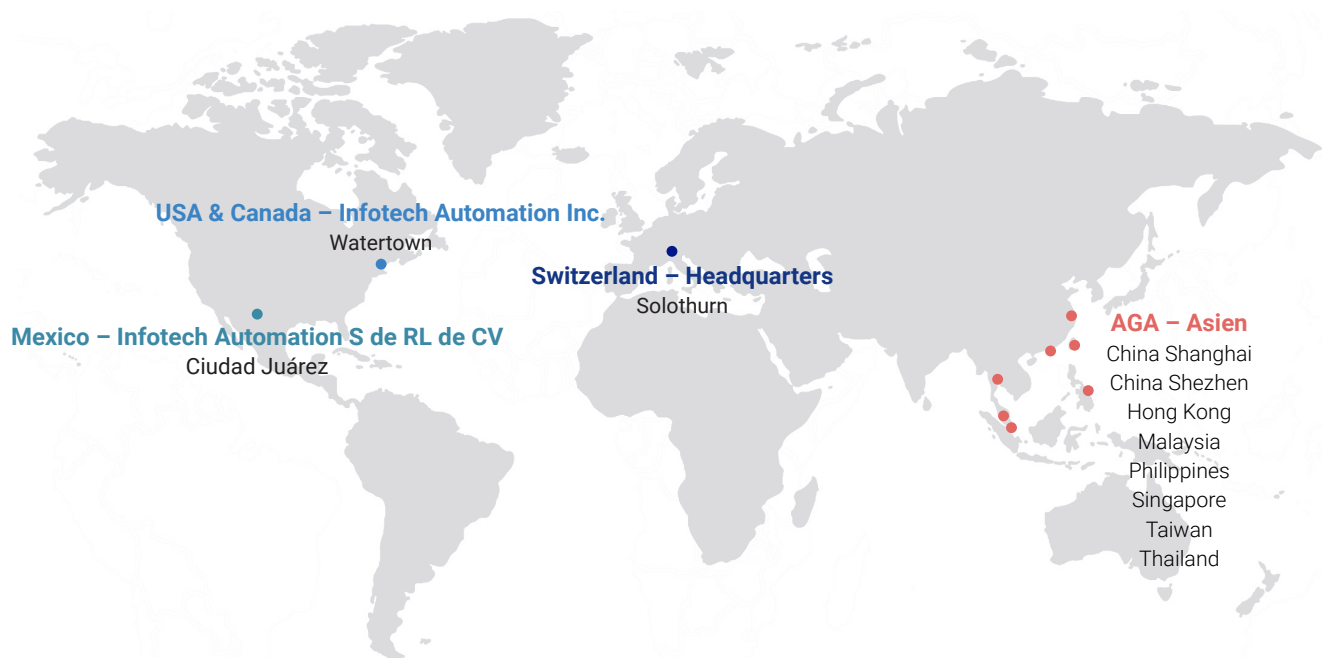 USA & Canada – Infotech Automation Inc.
Watertown
Switzerland – Headquarters
Solothurn
Mexico – Infotech Automation S de RL de CV
Ciudad Juárez
AGA – Asien
China Shanghai
China Shezhen
Hong Kong
Malaysia
Philippines
Singapore
Taiwan
Thailand